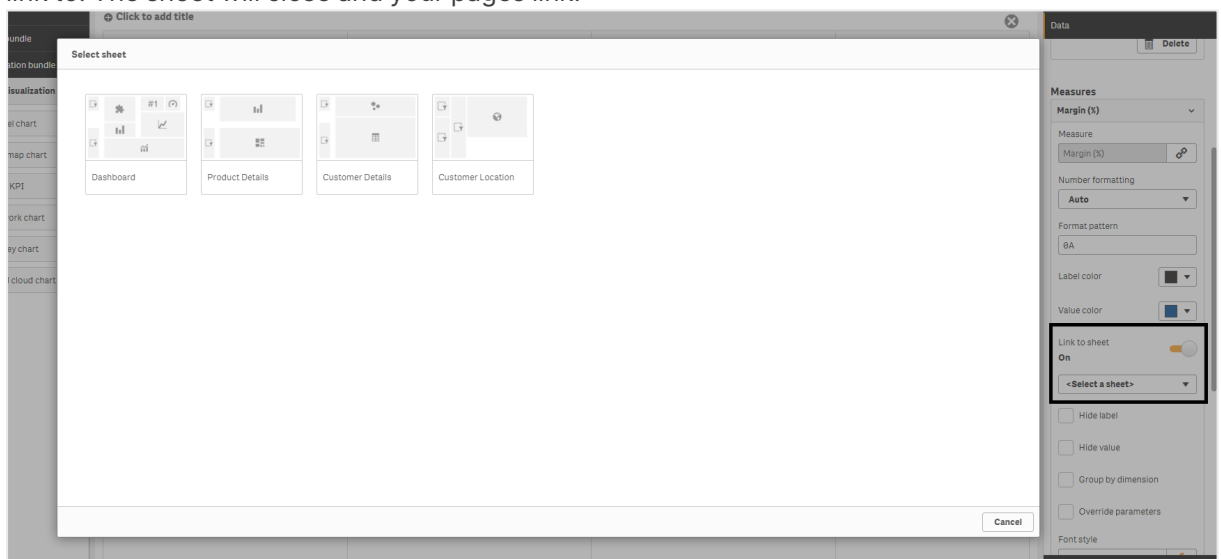 link to. The sheet will close and your pages link.
Click to add title
undle
ation bundle
isualization
el chart
map chart
KPI
ork chart
ey chart
cloud chart
Select sheet
#1
Dashboard
Product Details
Customer Details
Customer Location
Cancel
Data
Delete
Measures
Margin (%)
Measure
Margin (%)
Number formatting
Auto
Format pattern
0A
Label color
Value color
Link to sheet
On
<Select a sheet>
Hide label
Hide value
Group by dimension
Override parameters
Font style